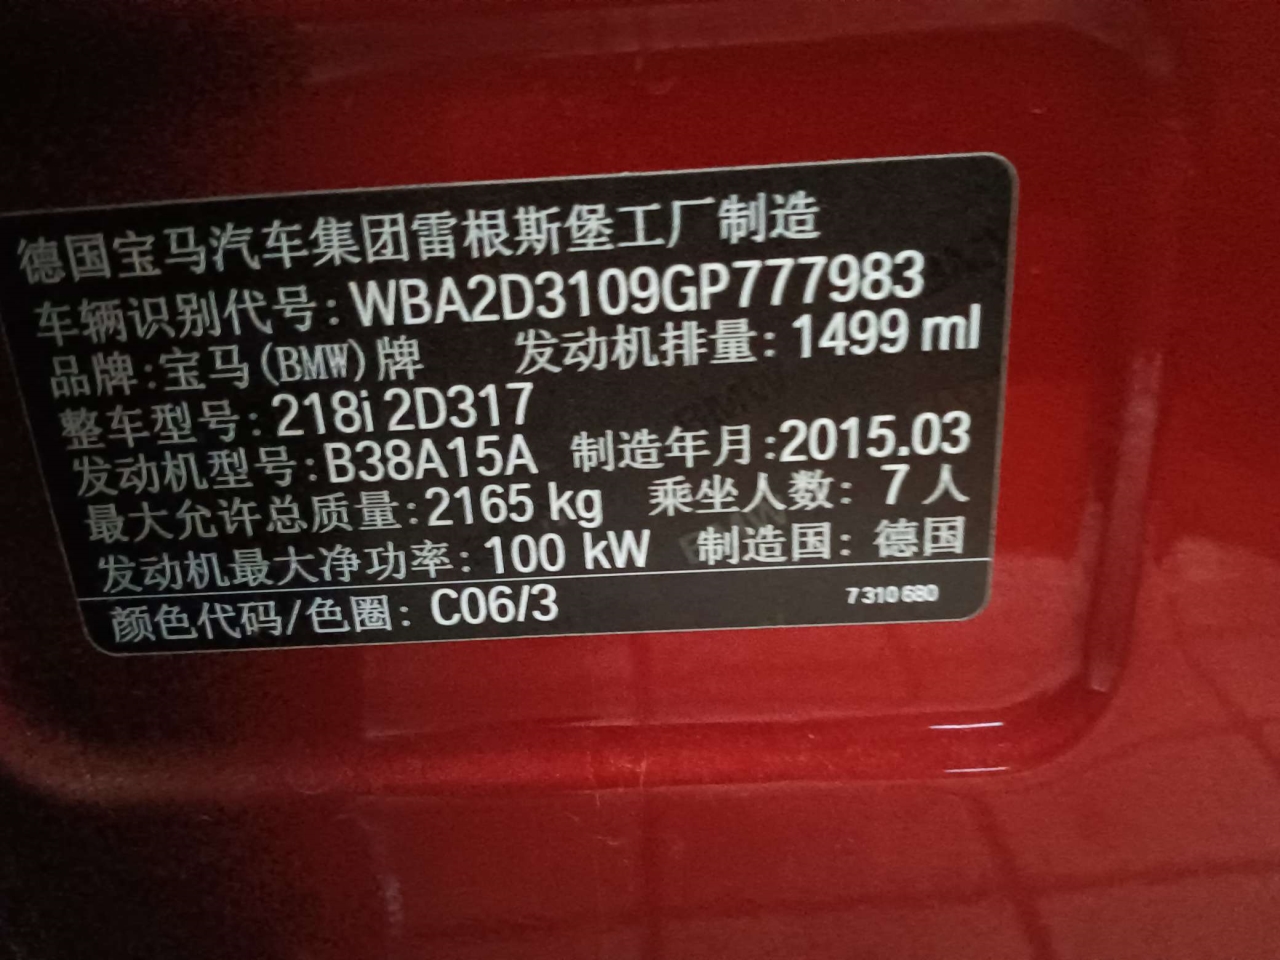 德国宝马汽车集团雷根斯堡工厂制造
车辆识别代号: WBA2D3109GP777983
品牌:宝马(BMW)牌 发动机排量: 1499 ml
整车型号:218i 2D317
发动机型号:B38A15A 制造年月:2015.03
最大允许总质量:2165 kg 乘坐人数: 7 人
发动机最大净功率: 100 kW 制造国: 德国
颜色代码/色圈: C06/3 7 310 680